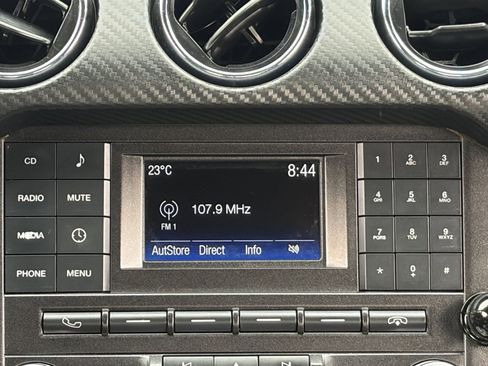 23°C 8:44
107.9 MHz
FM 1
AutStore Direct Info
CD
RADIO MUTE
MEDIA
PHONE MENU
1 2 ABC 3 DEF
4 GHI 5 JKL 6 MNO
7 PQRS 8 TUV 9 WXYZ
* 0 + #